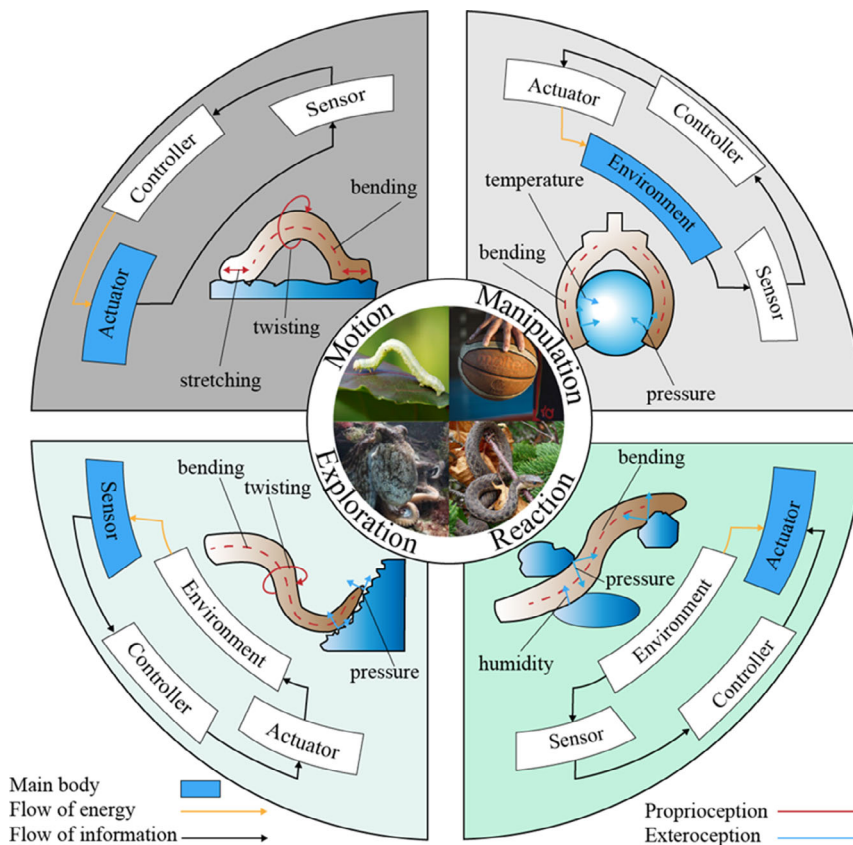 Sensor
Controller
Actuator
bending
twisting
stretching
Actuator
Controller
Environment
Sensor
temperature
bending
pressure
Motion
Manipulation
Exploration
Reaction
Sensor
Environment
Controller
Actuator
bending
twisting
pressure
bending
pressure
humidity
Actuator
Environment
Controller
Sensor
Main body
Flow of energy
Flow of information
Proprioception
Exteroception